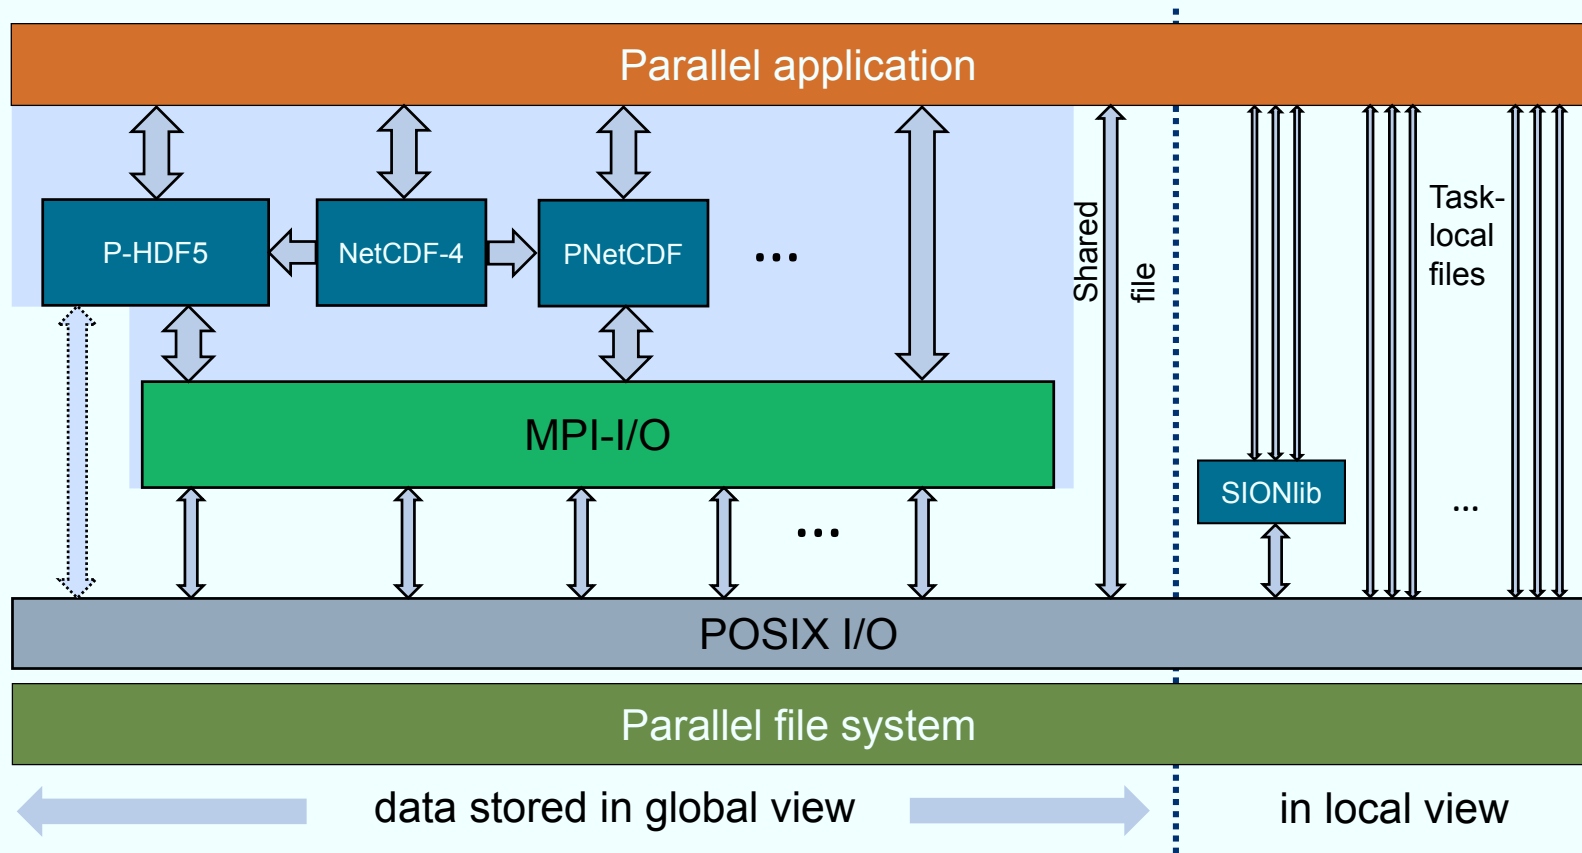 Parallel application
P-HDF5
NetCDF-4
PNetCDF
...
Shared
file
Task-
local
files
MPI-I/O
SIONlib
...
...
POSIX I/O
Parallel file system
data stored in global view
in local view